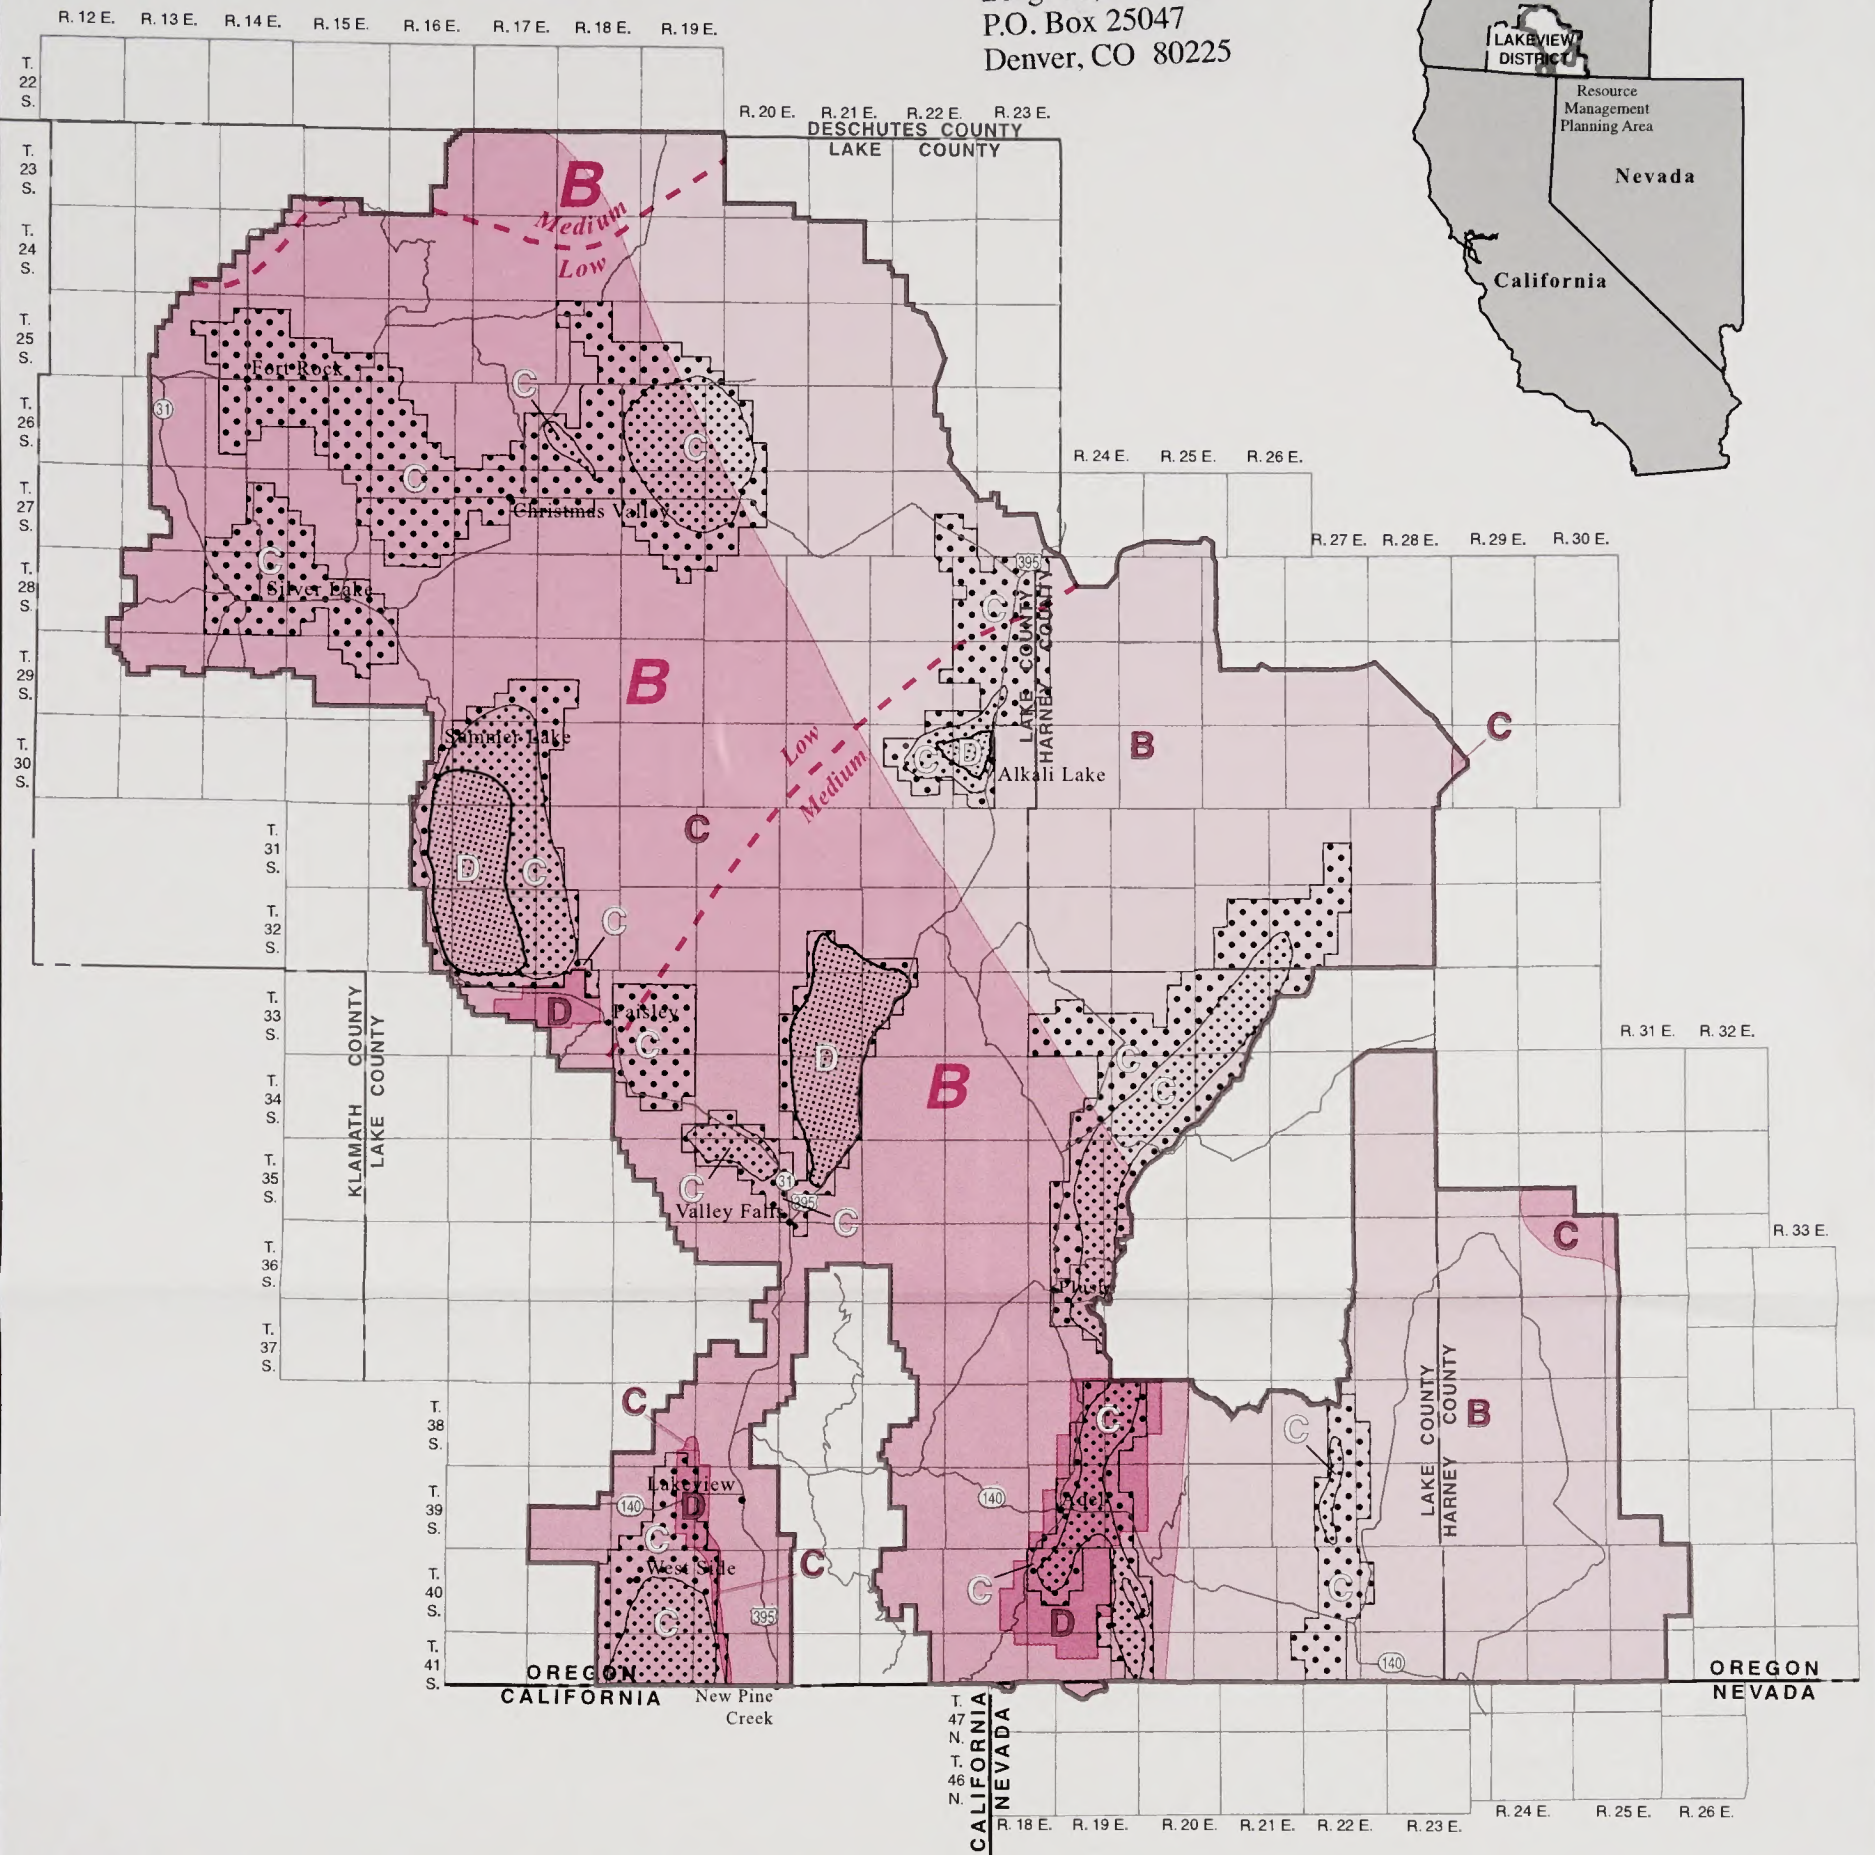 P.O. Box 25047
Denver, CO 80225
LAKEVIEW
DISTRICT
Resource
Management
Planning Area
Nevada
California
R. 12 E. R. 13 E. R. 14 E. R. 15 E. R. 16 E. R. 17 E. R. 18 E. R. 19 E.
T.
22
S.
R. 20 E. R. 21 E. R. 22 E. R. 23 E.
DESCHUTES COUNTY
LAKE COUNTY
T.
23
S.
B
Medium
Low
T.
24
S.
T.
25
S.
Fort Rock
C
31
T.
26
S.
C
C
R. 24 E. R. 25 E. R. 26 E.
T.
27
S.
Christmas Valley
R. 27 E. R. 28 E. R. 29 E. R. 30 E.
C
395
T.
28
S.
Silver Lake
C
LAKE COUNTY
HARNEY COUNTY
T.
29
S.
B
T.
30
S.
Summer Lake
Low
Medium
C
D
Alkali Lake
B
C
T.
31
S.
C
D
C
T.
32
S.
C
T.
33
S.
D
Paisley
C
D
C
C
R. 31 E. R. 32 E.
KLAMATH COUNTY
LAKE COUNTY
T.
34
S.
B
T.
35
S.
C
31
395
Valley Falls
C
C
R. 33 E.
T.
36
S.
Plush
T.
37
S.
C
T.
38
S.
C
C
LAKE COUNTY
HARNEY COUNTY
B
Lakeview
140
D
T.
39
S.
140
Adel
C
West Side
C
T.
40
S.
C
395
C
D
C
T.
41
S.
140
OREGON
CALIFORNIA
New Pine
Creek
OREGON
NEVADA
T.
47
N.
T.
46
N.
CALIFORNIA
NEVADA
R. 18 E. R. 19 E. R. 20 E. R. 21 E. R. 22 E. R. 23 E.
R. 24 E. R. 25 E. R. 26 E.